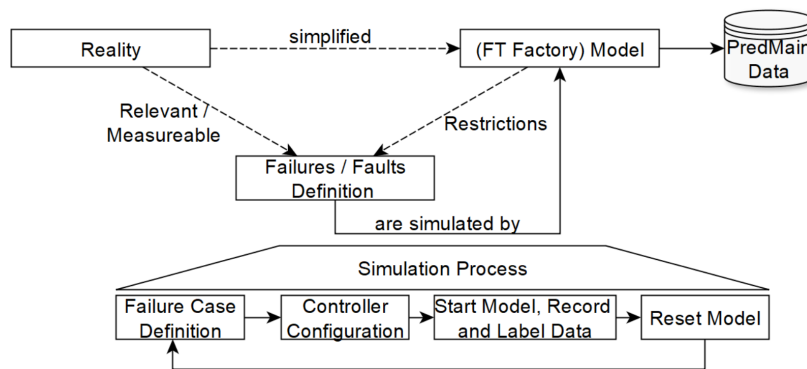 simplified
Reality
(FT Factory) Model
PredMain
Data
Relevant /
Measureable
Restrictions
Failures / Faults
Definition
are simulated by
Simulation Process
Failure Case
Definition
Controller
Configuration
Start Model, Record
and Label Data
Reset Model